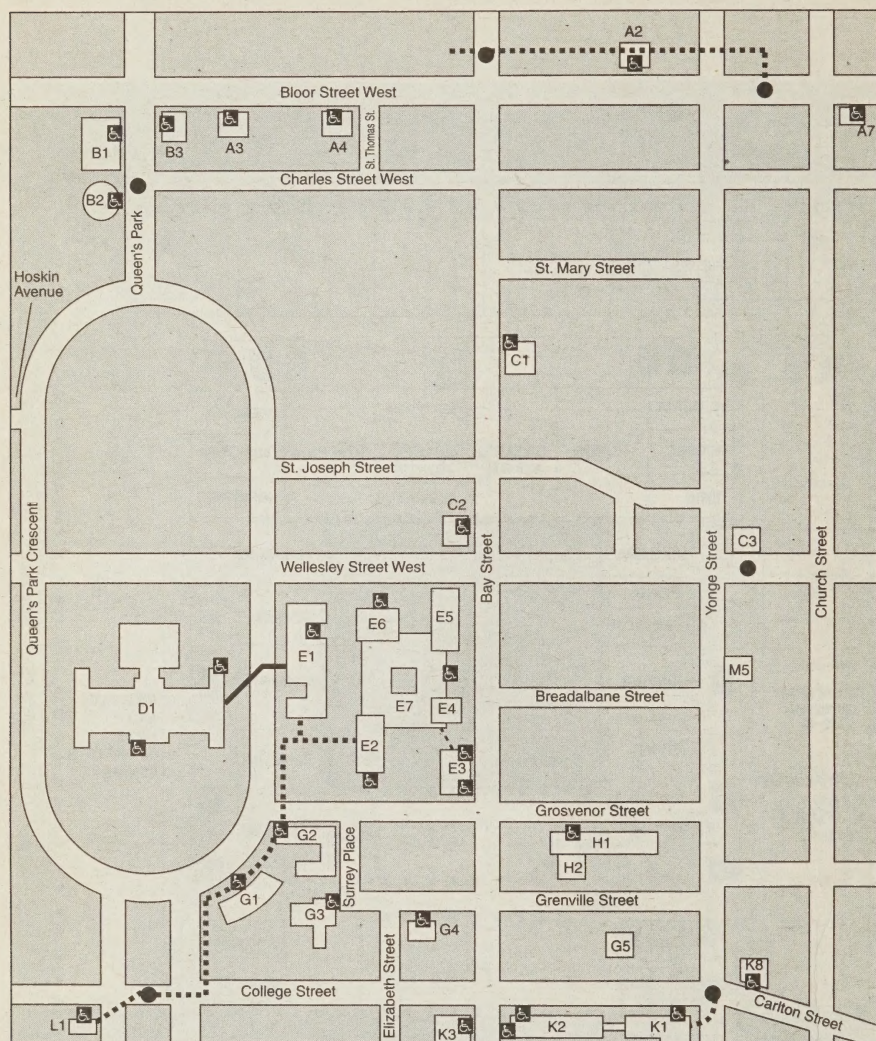 A2
Bloor Street West
B1
B3
A3
A4
St. Thomas St.
A7
Charles Street West
B2
Queen's Park
Hoskin
Avenue
St. Mary Street
C1
St. Joseph Street
C2
C3
Queen's Park Crescent
Wellesley Street West
Bay Street
Yonge Street
Church Street
E5
E6
E1
M5
D1
E7
E4
Breadalbane Street
E2
E3
Grosvenor Street
G2
H1
H2
Surrey Place
G1
G3
Grenville Street
G4
G5
K8
College Street
Elizabeth Street
Carlton Street
L1
K3
K2
K1